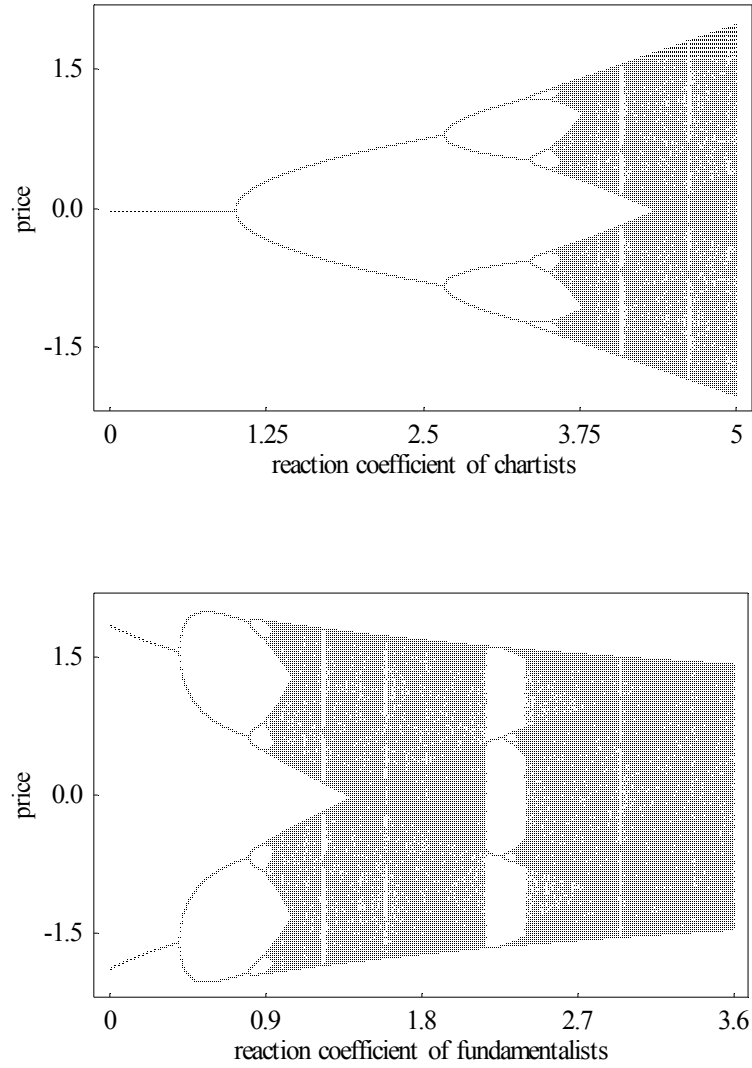 1.5
0.0
-1.5
price
0 1.25 2.5 3.75 5
reaction coefficient of chartists
1.5
0.0
-1.5
price
0 0.9 1.8 2.7 3.6
reaction coefficient of fundamentalists